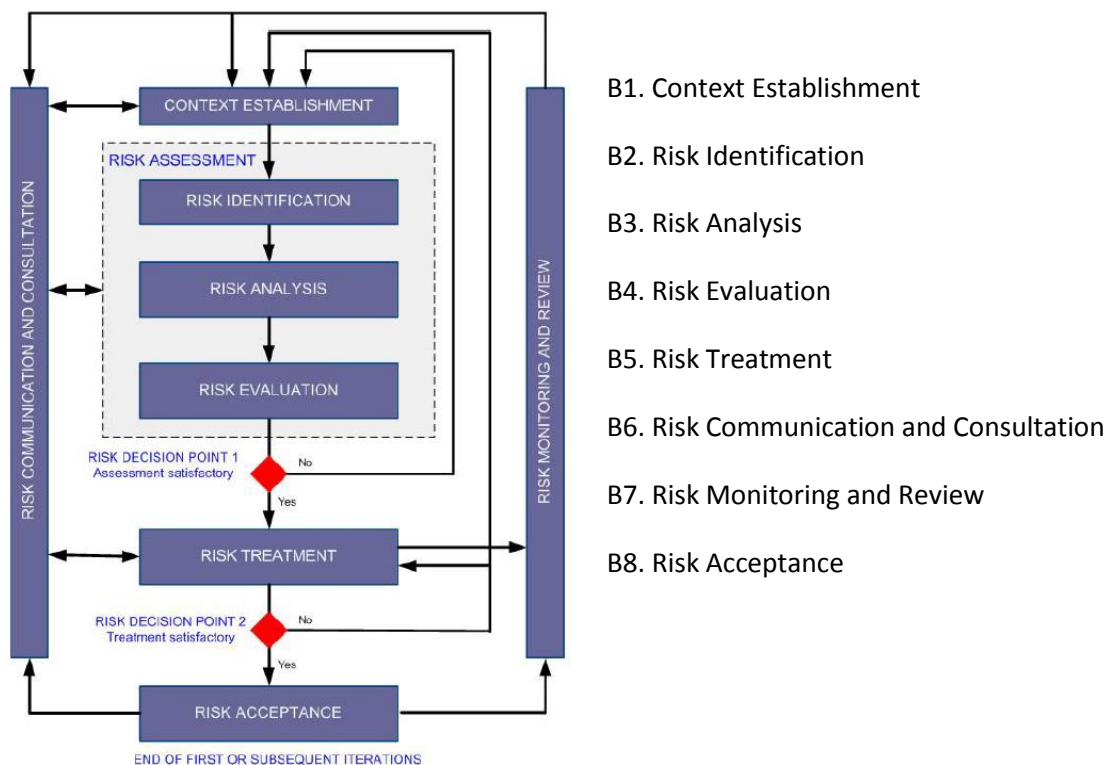 CONTEXT ESTABLISHMENT
RISK ASSESSMENT
RISK IDENTIFICATION
RISK ANALYSIS
RISK EVALUATION
RISK DECISION POINT 1
Assessment satisfactory
No
Yes
RISK TREATMENT
RISK DECISION POINT 2
Treatment satisfactory
No
Yes
RISK ACCEPTANCE
END OF FIRST OR SUBSEQUENT ITERATIONS
RISK COMMUNICATION AND CONSULTATION
RISK MONITORING AND REVIEW
B1. Context Establishment
B2. Risk Identification
B3. Risk Analysis
B4. Risk Evaluation
B5. Risk Treatment
B6. Risk Communication and Consultation
B7. Risk Monitoring and Review
B8. Risk Acceptance